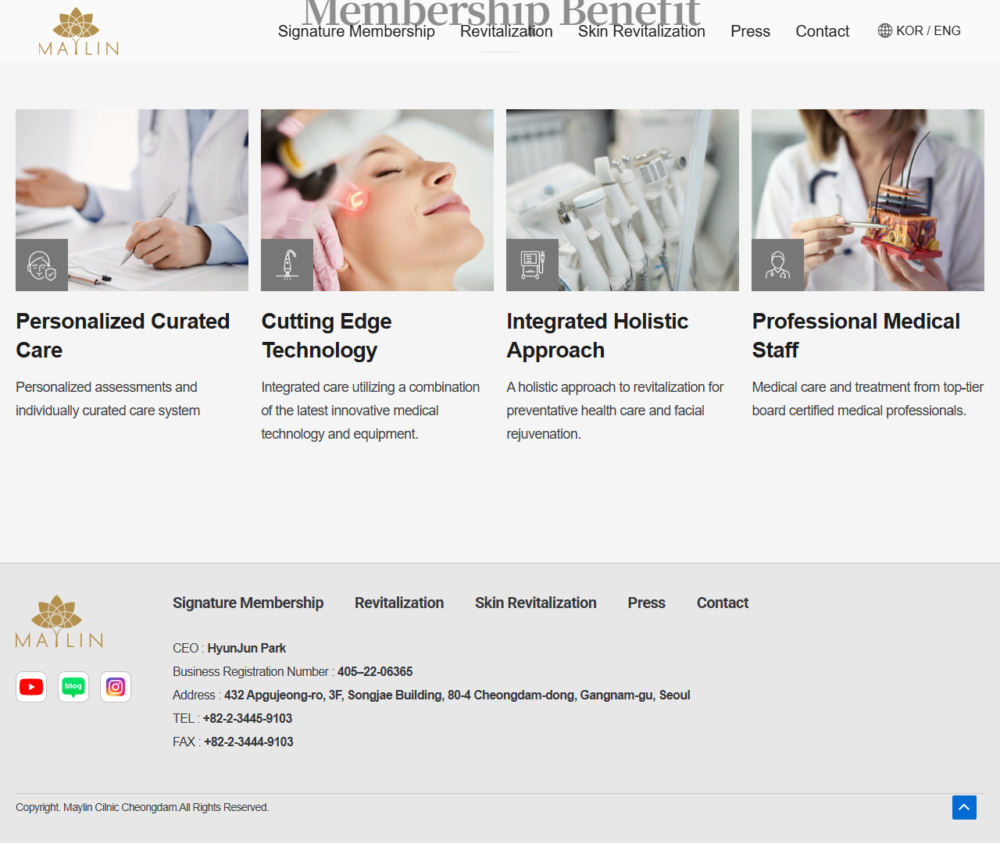 Membership Benefit
MAYLIN
Signature Membership
Revitalization
Skin Revitalization
Press
Contact
KOR / ENG
Personalized Curated
Care
Personalized assessments and
individually curated care system
Cutting Edge
Technology
Integrated care utilizing a combination
of the latest innovative medical
technology and equipment.
Integrated Holistic
Approach
A holistic approach to revitalization for
preventative health care and facial
rejuvenation.
Professional Medical
Staff
Medical care and treatment from top-tier
board certified medical professionals.
MAYLIN
blog
Signature Membership
Revitalization
Skin Revitalization
Press
Contact
CEO : HyunJun Park
Business Registration Number : 405–22-06365
Address : 432 Apgujeong-ro, 3F, Songjae Building, 80-4 Cheongdam-dong, Gangnam-gu, Seoul
TEL : +82-2-3445-9103
FAX : +82-2-3444-9103
Copyright. Maylin Cilnic Cheongdam.All Rights Reserved.